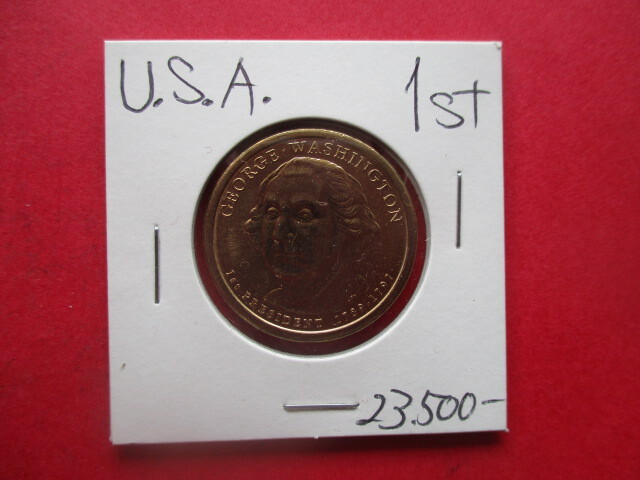 U.S.A. 1st
GEORGE WASHINGTON
1st PRESIDENT 1789-1797
23.500-